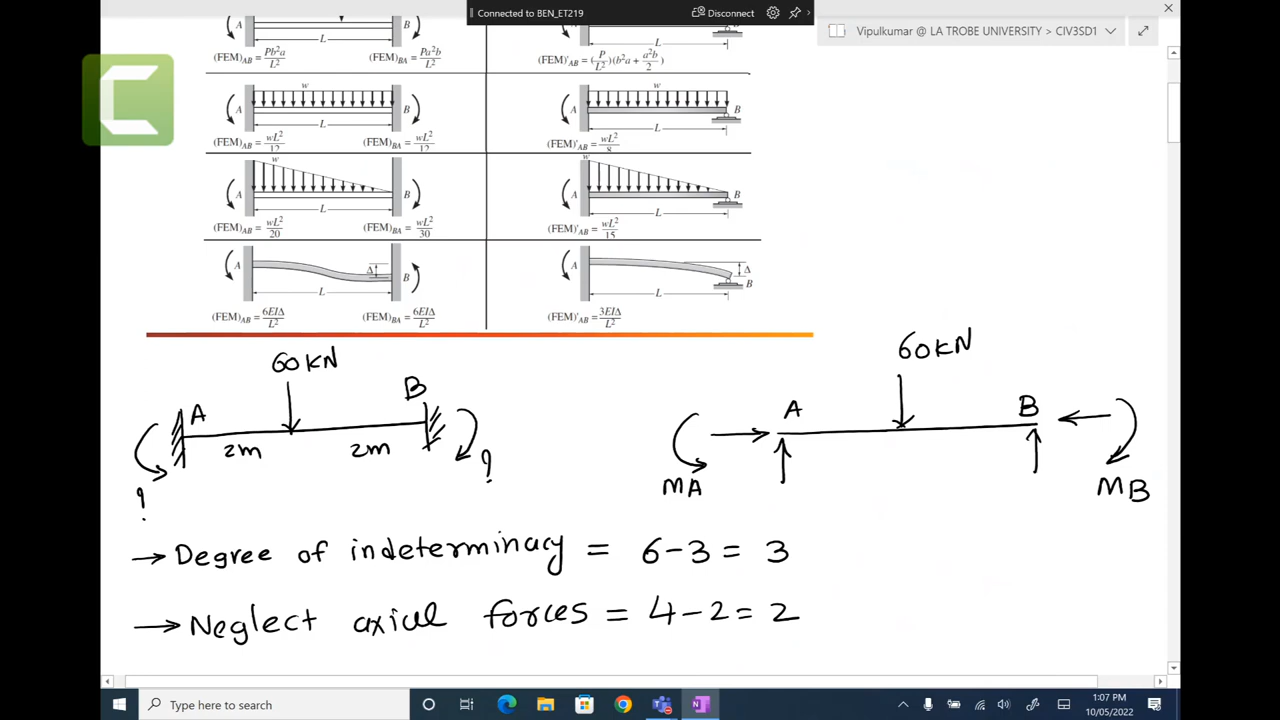 Connected to BEN_ET219
Disconnect
Vipulkumar @ LA TROBE UNIVERSITY > CIV3SD1
A B
L
L
(FEM)AB = Pb²a/L² (FEM)BA = Pa²b/L²
(FEM)'AB = (P/L²)(b²a + a²b/2)
w w
A B A B
L L
(FEM)AB = wL²/12 (FEM)BA = wL²/12 (FEM)'AB = wL²/8
w w
A B A B
L L
(FEM)AB = wL²/20 (FEM)BA = wL²/30 (FEM)'AB = wL²/15
A Δ B A Δ B
L L
(FEM)AB = 6EIΔ/L² (FEM)BA = 6EIΔ/L² (FEM)'AB = 3EIΔ/L²
60kN
60kN
A B
A B
2m 2m
? ?
MA MB
→ Degree of indeterminacy = 6-3 = 3
→ Neglect axial forces = 4-2 = 2
Type here to search
1:07 PM
10/05/2022